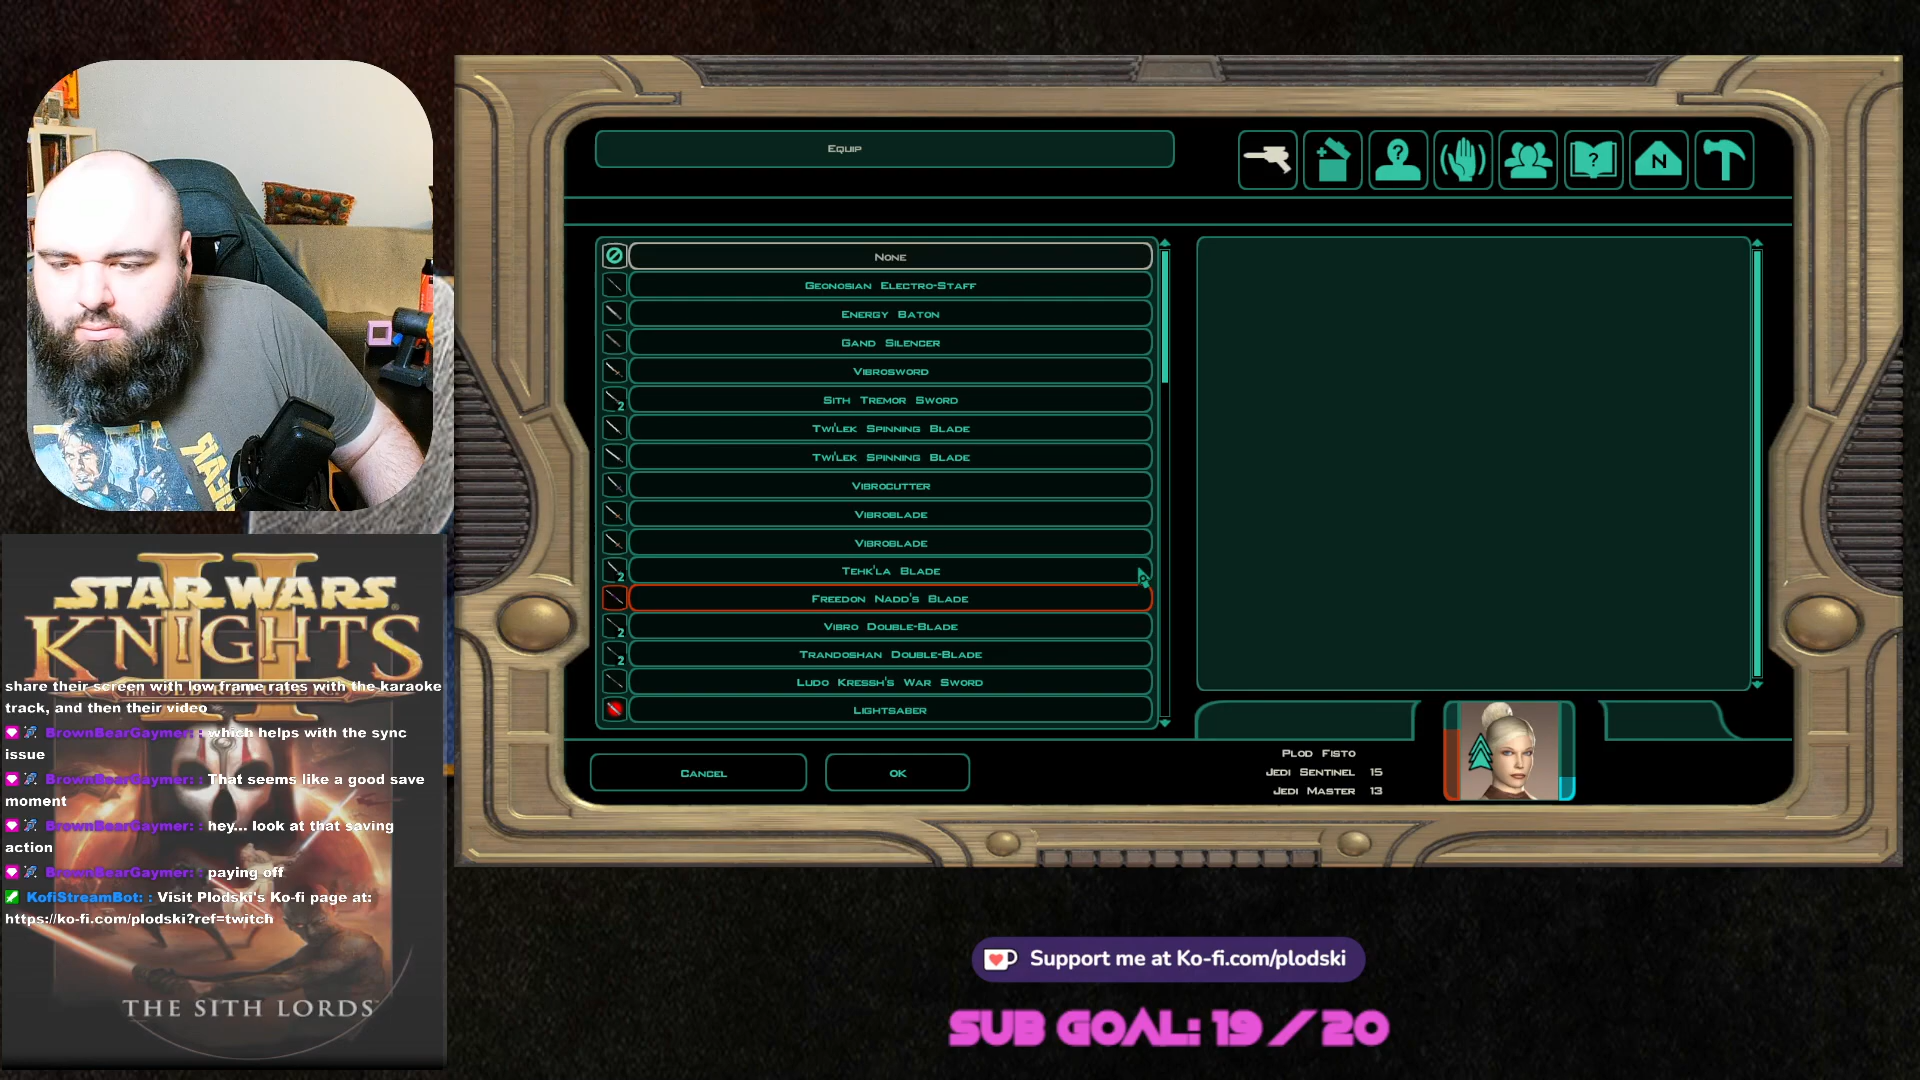 Equip
?
?
N
None
Geonosian Electro-Staff
Energy Baton
Gand Silencer
Vibrosword
2
Sith Tremor Sword
Twi'lek Spinning Blade
Twi'lek Spinning Blade
Vibrocutter
Vibroblade
Vibroblade
2
Tehk'la Blade
Freedon Nadd's Blade
2
Vibro Double-Blade
2
Trandoshan Double-Blade
Ludo Kressh's War Sword
Lightsaber
Cancel
OK
Plod Fisto
Jedi Sentinel 15
Jedi Master 13
STAR WARS
KNIGHTS
II
share their screen with low frame rates with the karaoke
track, and then their video
BrownBearGaymer: : which helps with the sync
issue
BrownBearGaymer: : That seems like a good save
moment
BrownBearGaymer: : hey... look at that saving
action
BrownBearGaymer: : paying off
KofiStreamBot: : Visit Plodski's Ko-fi page at:
https://ko-fi.com/plodski?ref=twitch
THE SITH LORDS
Support me at Ko-fi.com/plodski
SUB GOAL: 19 / 20